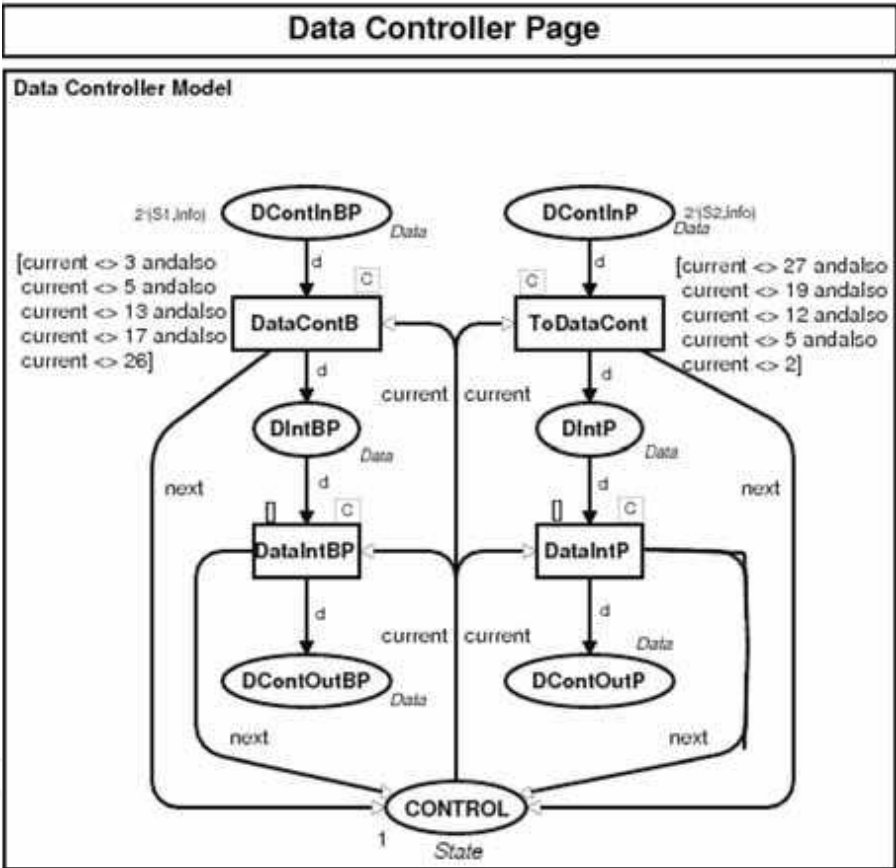 Data Controller Page
Data Controller Model
2`(S1,info)
DContInBP
Data
DContInP
2`(S2,info)
Data
d
d
[current <> 3 andalso
current <> 5 andalso
current <> 13 andalso
current <> 17 andalso
current <> 26]
C
C
[current <> 27 andalso
current <> 19 andalso
current <> 12 andalso
current <> 5 andalso
current <> 2]
DataContB
ToDataCont
d
d
current
current
DIntBP
Data
DIntP
Data
next
d
d
next
[]
C
[]
C
DataIntBP
DataIntP
d
d
current
current
Data
DContOutBP
Data
DContOutP
next
next
CONTROL
1
State